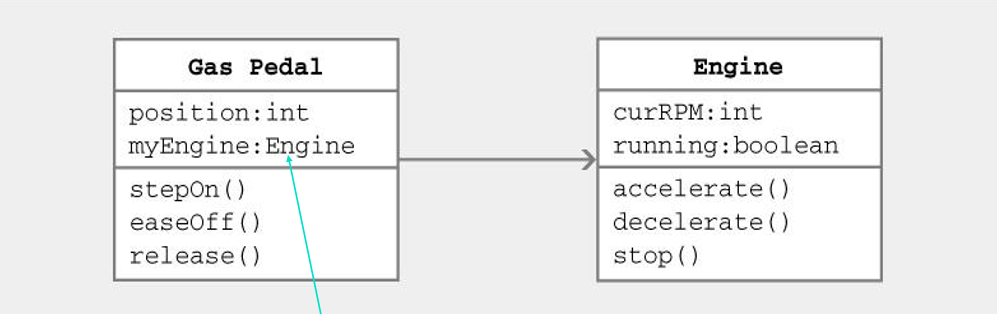 Gas Pedal
position:int
myEngine:Engine
stepOn()
easeOff()
release()
Engine
curRPM:int
running:boolean
accelerate()
decelerate()
stop()